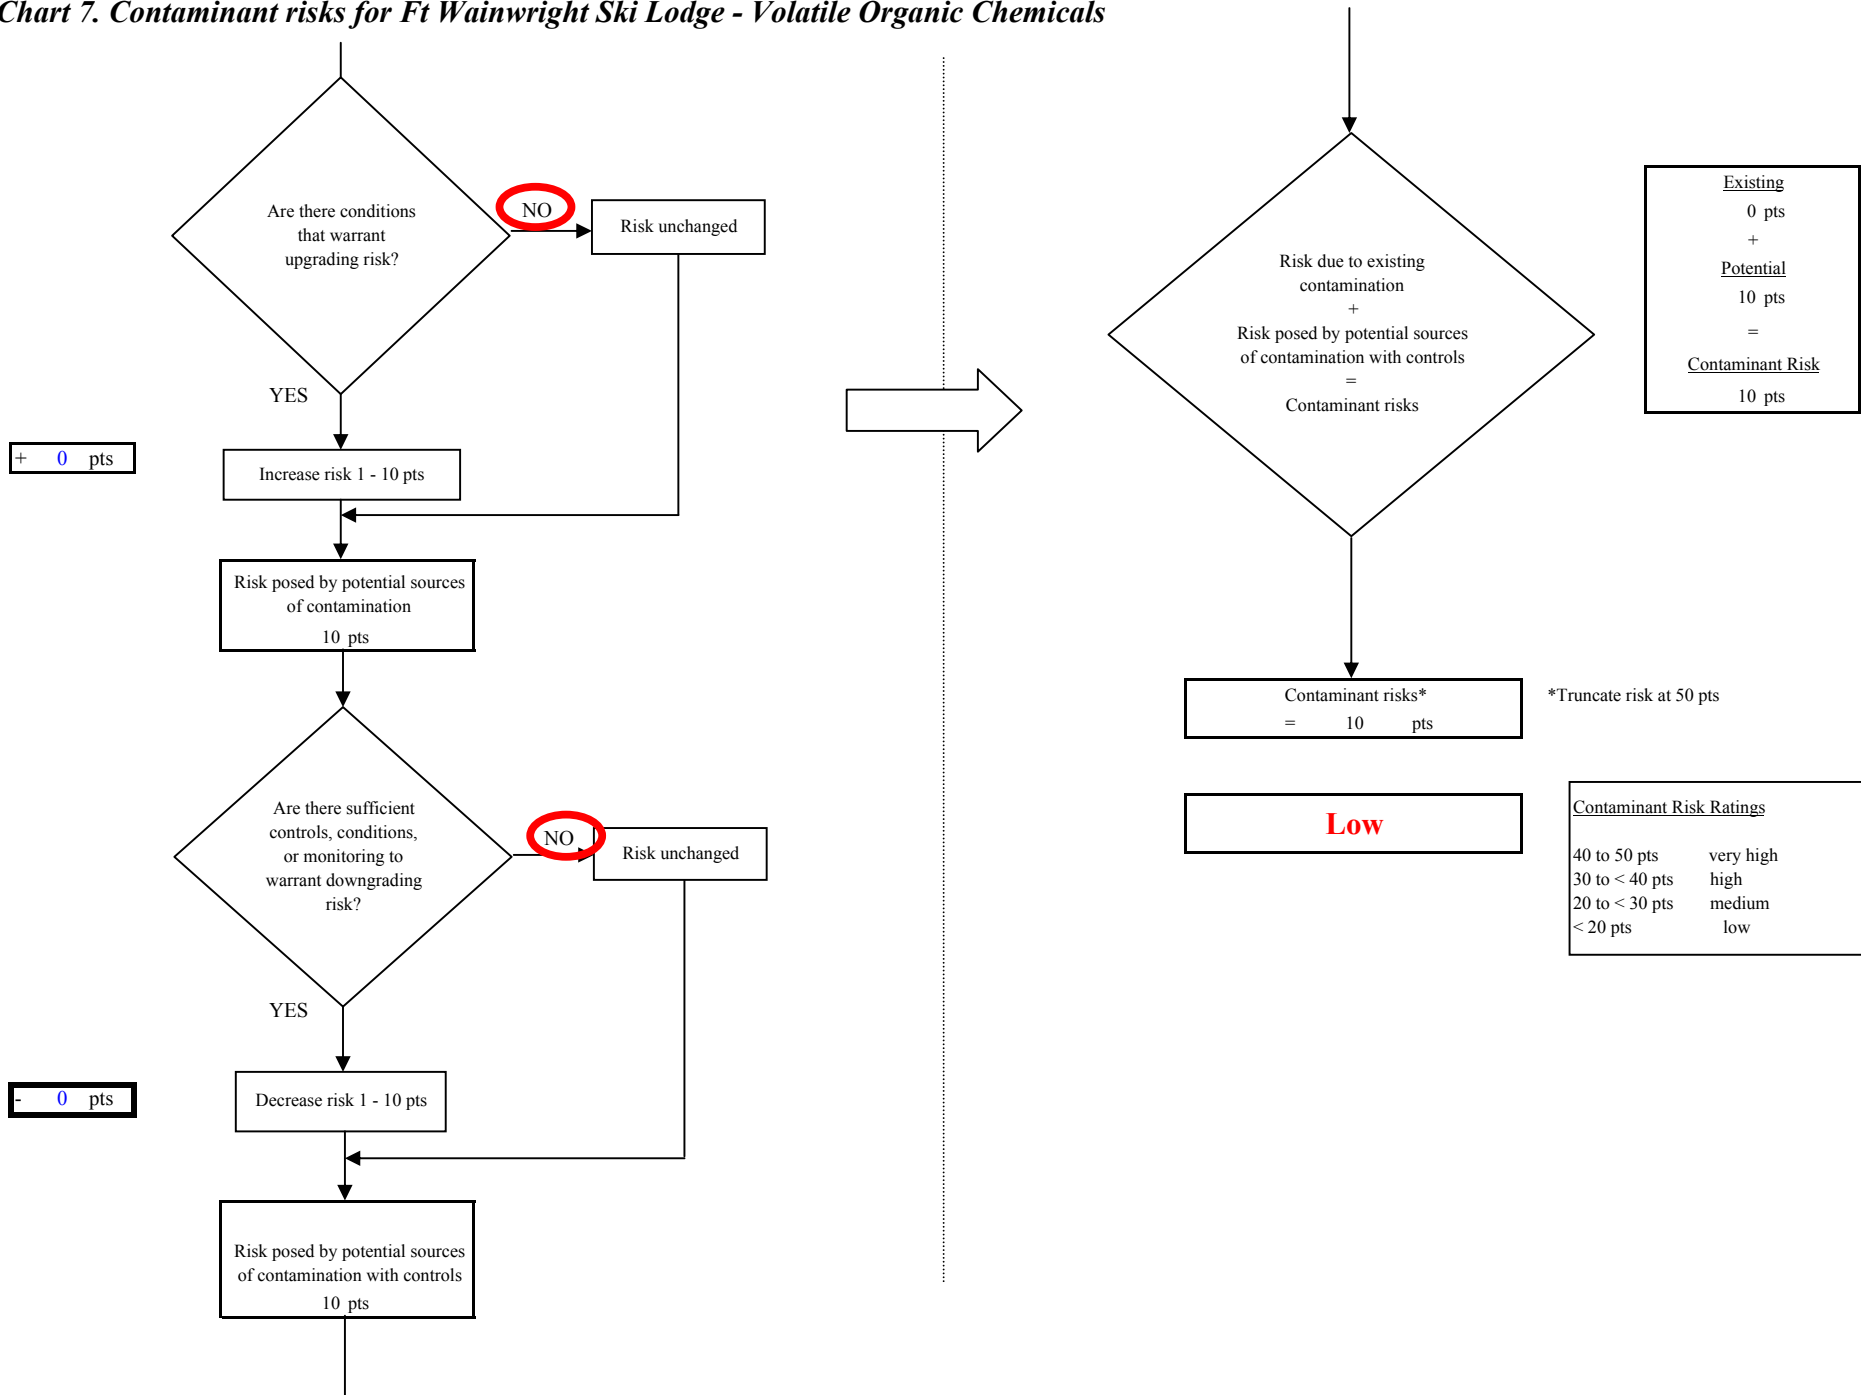 Chart 7. Contaminant risks for Ft Wainwright Ski Lodge - Volatile Organic Chemicals
Are there conditions
that warrant
upgrading risk?
NO
Risk unchanged
YES
+ 0 pts
Increase risk 1 - 10 pts
Risk posed by potential sources
of contamination
10 pts
Are there sufficient
controls, conditions,
or monitoring to
warrant downgrading
risk?
NO
Risk unchanged
YES
- 0 pts
Decrease risk 1 - 10 pts
Risk posed by potential sources
of contamination with controls
10 pts
Risk due to existing
contamination
+
Risk posed by potential sources
of contamination with controls
=
Contaminant risks
Existing
0 pts
+
Potential
10 pts
=
Contaminant Risk
10 pts
Contaminant risks*
= 10 pts
*Truncate risk at 50 pts
Low
Contaminant Risk Ratings
40 to 50 pts very high
30 to < 40 pts high
20 to < 30 pts medium
< 20 pts low